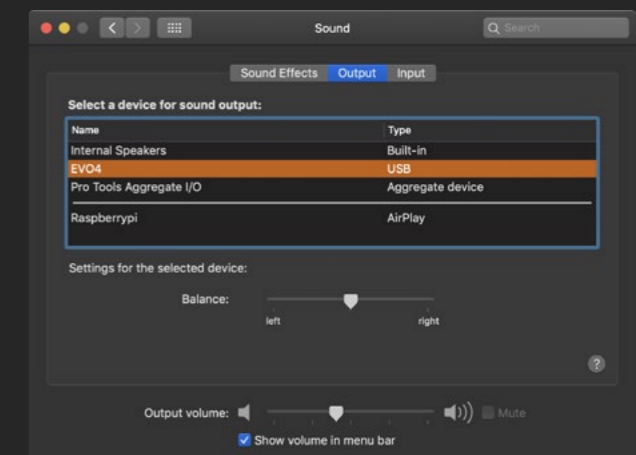 Sound
Search
Sound Effects Output Input
Select a device for sound output:
Name Type
Internal Speakers Built-in
EVO4 USB
Pro Tools Aggregate I/O Aggregate device
Raspberrypi AirPlay
Settings for the selected device:
Balance:
left right
?
Output volume: Mute
Show volume in menu bar